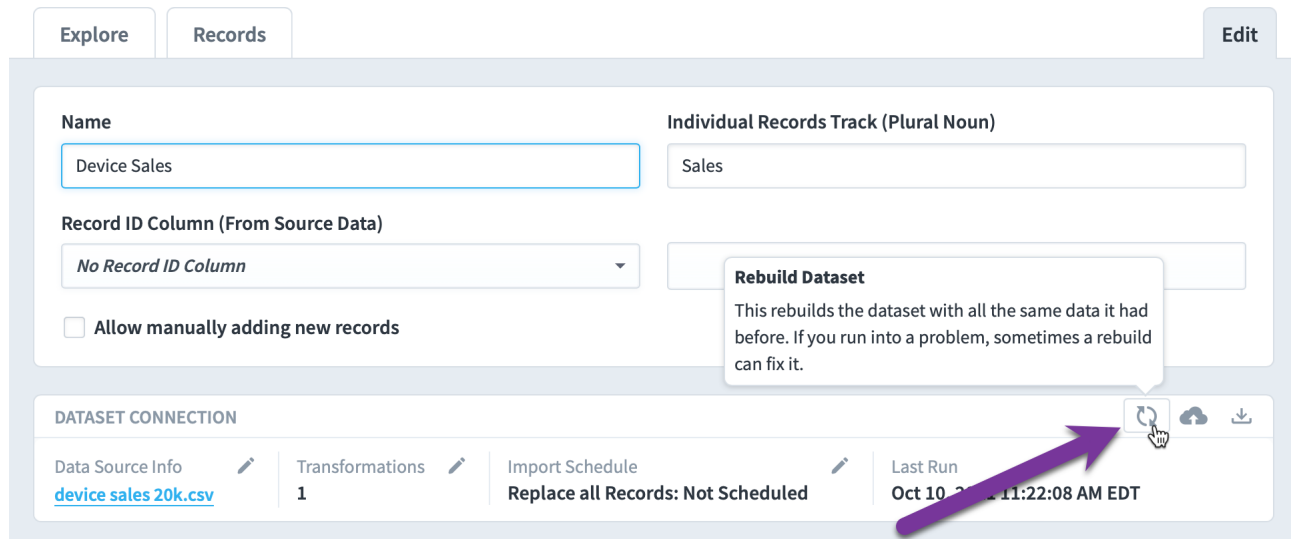 Explore
Records
Edit
Name
Individual Records Track (Plural Noun)
Device Sales
Sales
Record ID Column (From Source Data)
No Record ID Column
Rebuild Dataset
This rebuilds the dataset with all the same data it had
before. If you run into a problem, sometimes a rebuild
can fix it.
Allow manually adding new records
DATASET CONNECTION
Data Source Info
Transformations
Import Schedule
Last Run
device sales 20k.csv
1
Replace all Records: Not Scheduled
Oct 10, 11:22:08 AM EDT